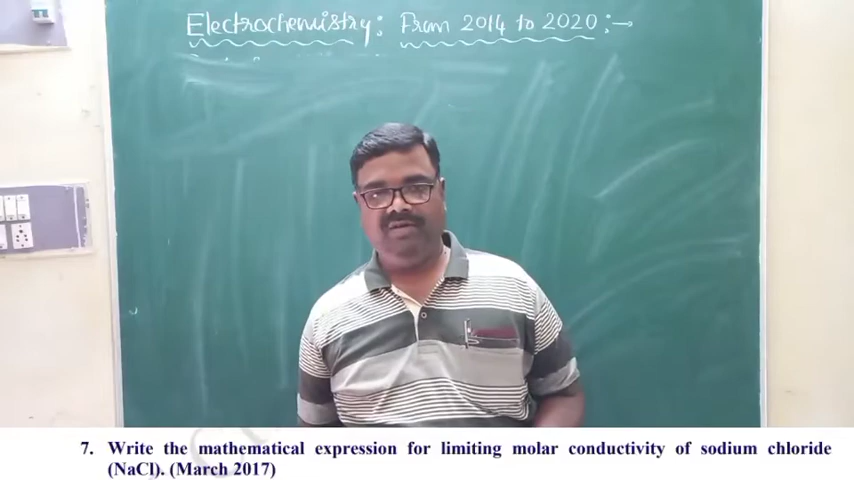 Electrochemistry: From 2014 to 2020:→
7. Write the mathematical expression for limiting molar conductivity of sodium chloride
(NaCl). (March 2017)